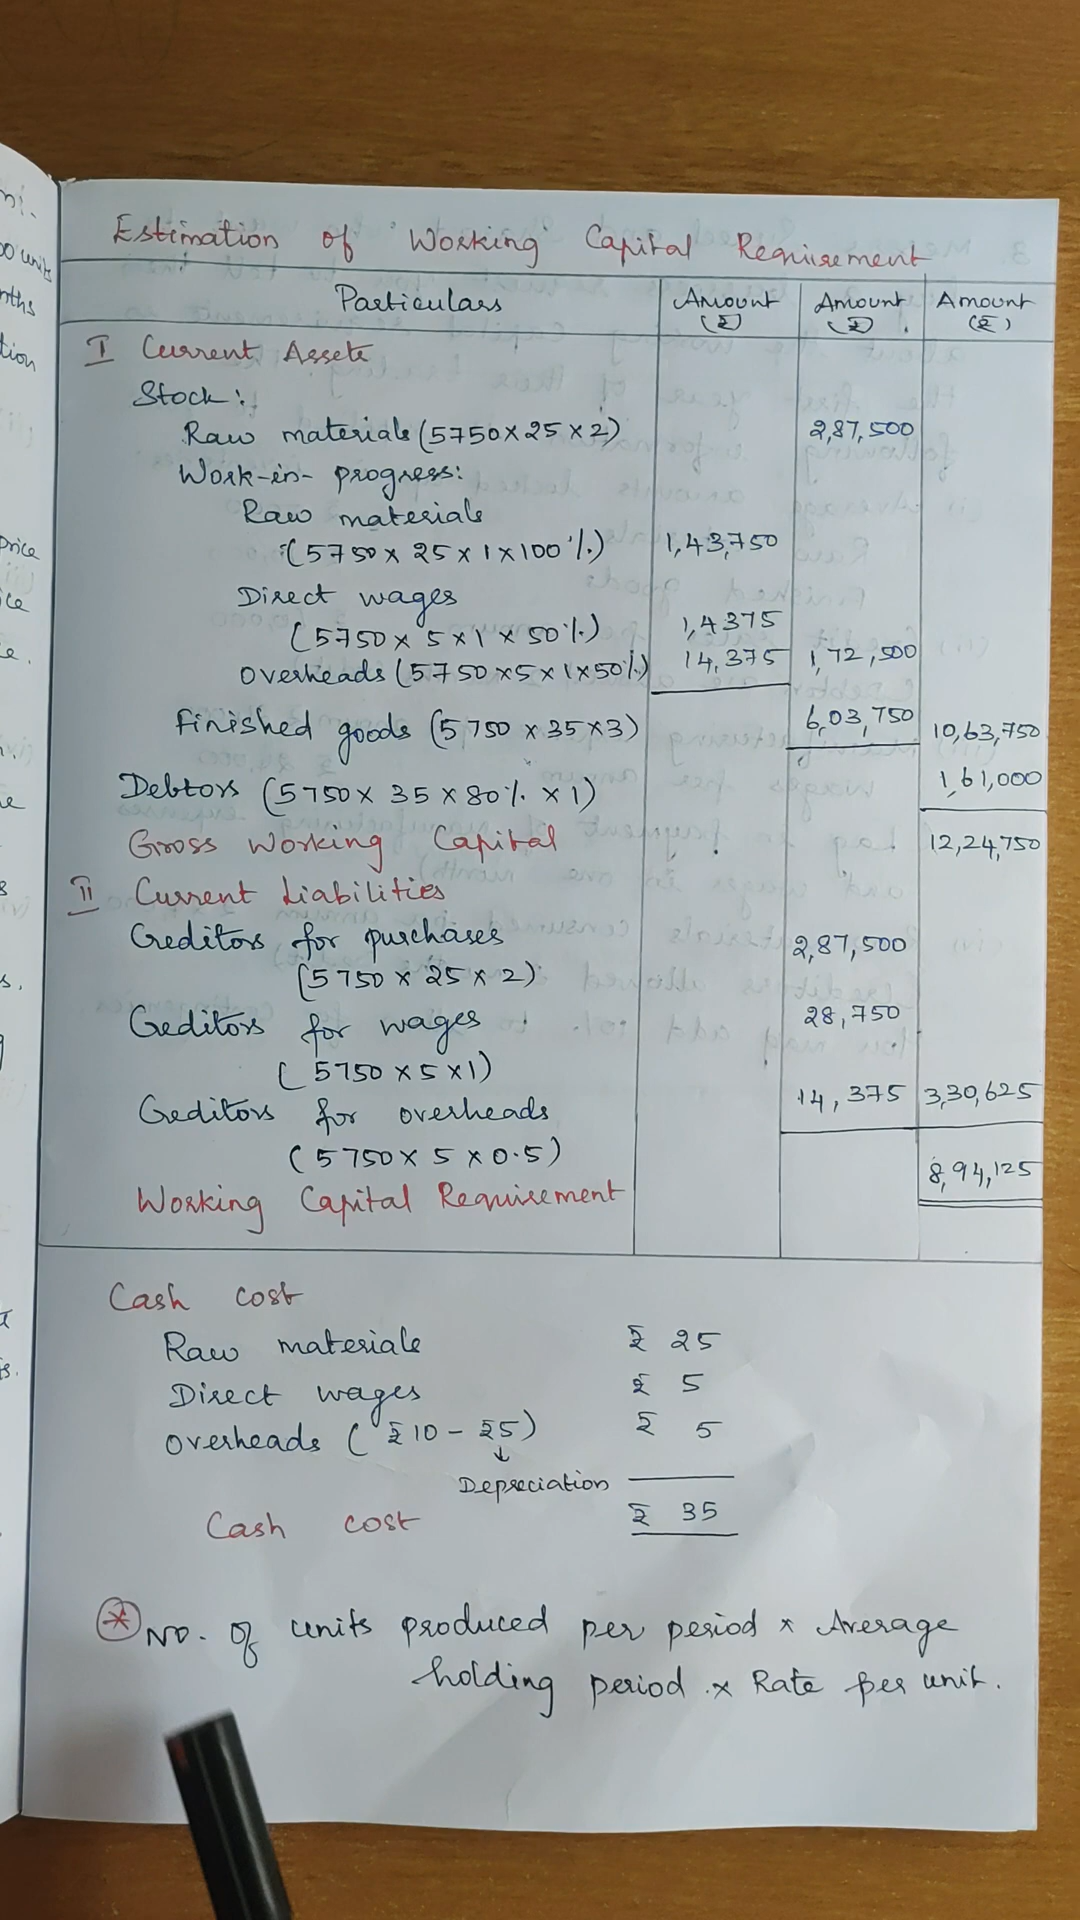 Estimation of Working Capital Requirement
Particulars Amount (₹) Amount (₹) Amount (₹)
I Current Assets
Stock:
Raw materials (5750 x 25 x 2) 2,87,500
Work-in-progress:
Raw materials
(5750 x 25 x 1 x 100%) 1,43,750
Direct wages
(5750 x 5 x 1 x 50%) 1,4375
Overheads (5750 x 5 x 1 x 50%) 14,375 1,72,500
Finished goods (5750 x 35 x 3) 6,03,750 10,63,750
Debtors (5750 x 35 x 80% x 1) 1,61,000
Gross Working Capital 12,24,750
II Current Liabilities
Creditors for purchases 2,87,500
(5750 x 25 x 2)
Creditors for wages 28,750
(5750 x 5 x 1)
Creditors for overheads 14,375 3,30,625
(5750 x 5 x 0.5)
8,94,125
Working Capital Requirement
Cash cost
Raw materials ₹ 25
Direct wages ₹ 5
Overheads (₹10 - ₹5) ₹ 5
↓
Depreciation
Cash cost ₹ 35
* No. of units produced per period x Average
holding period x Rate per unit.
units
nths
tion
price